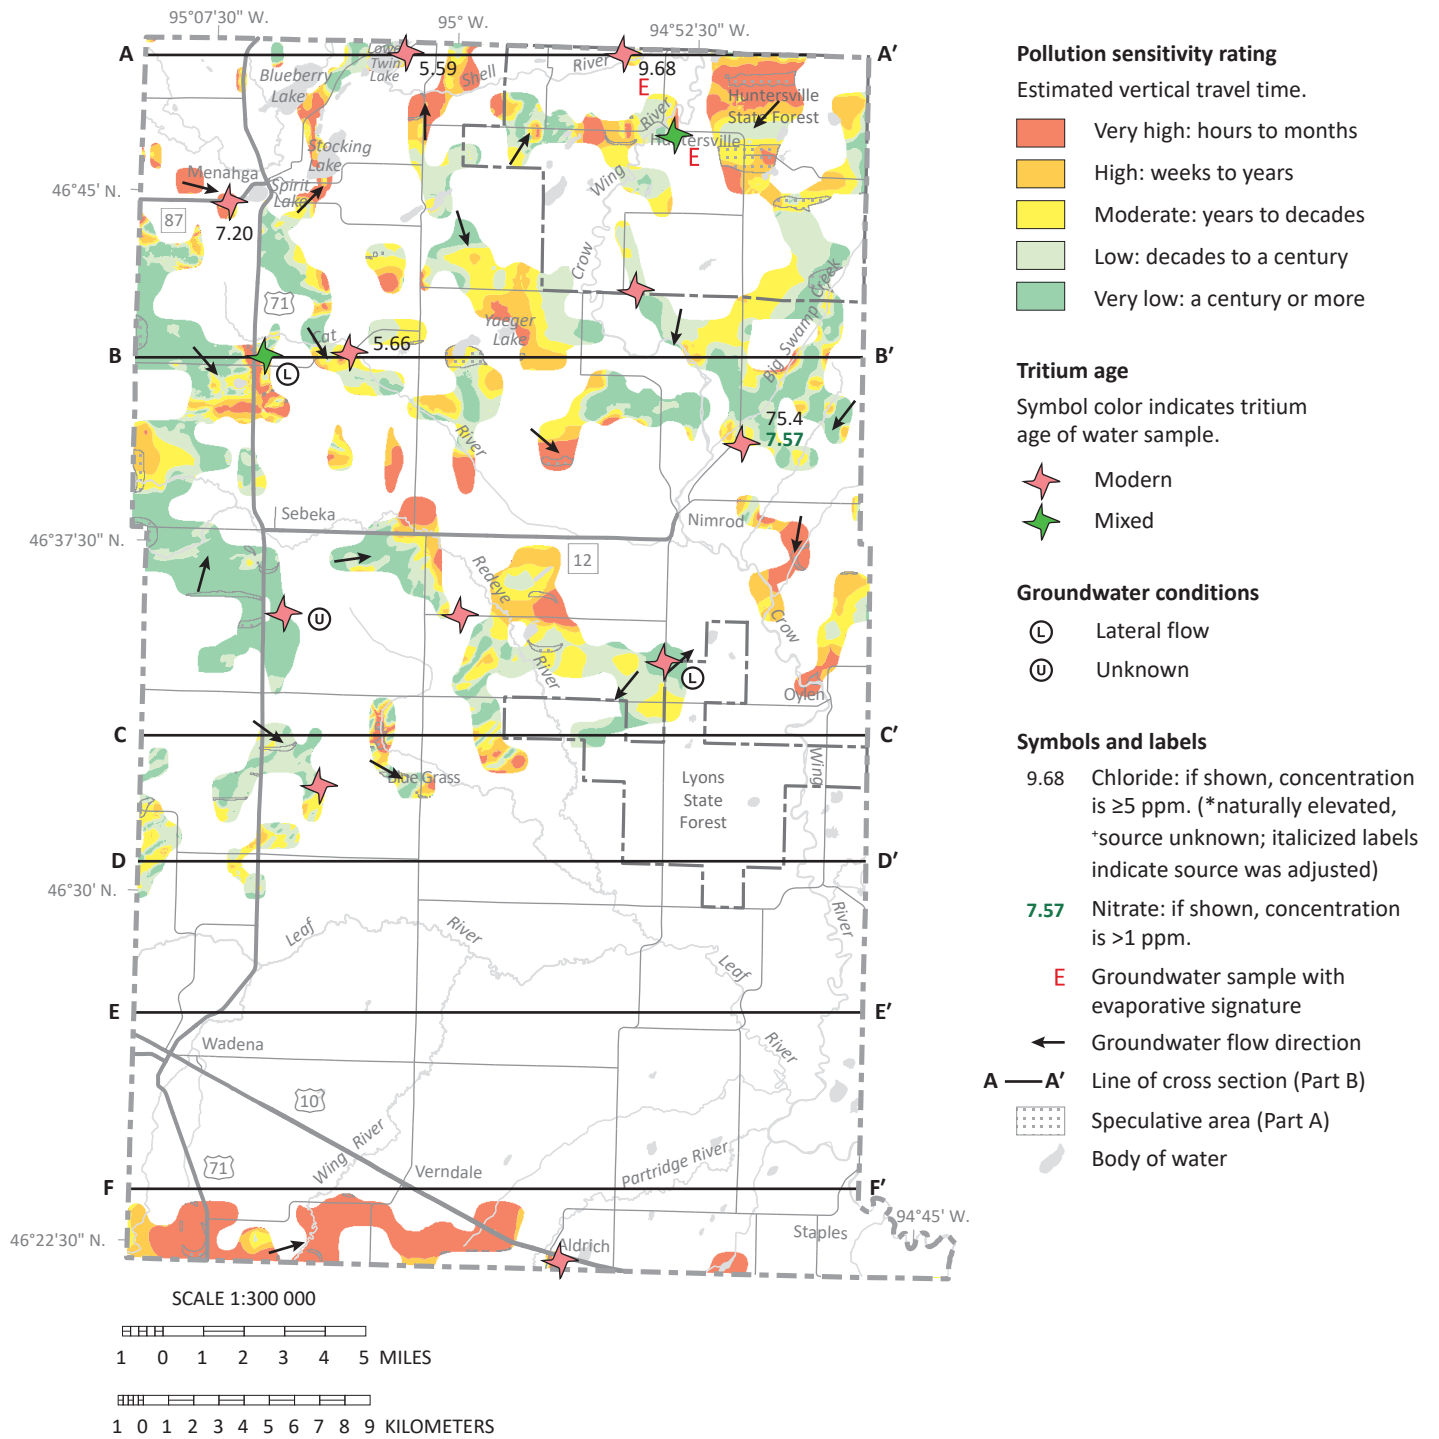 95°07'30" W.
95° W.
94°52'30" W.
A
A′
Lower
Twin
Lake
5.59
Shell
River
9.68
E
Blueberry
Lake
Huntersville
State Forest
River
Huntersville
E
Stocking
Lake
Menahga
Spirit
Lake
46°45' N.
87
7.20
Wing
Crow
71
Cat
5.66
Yaeger
Lake
Big Swamp Creek
B
B′
L
75.4
7.57
River
Sebeka
Nimrod
46°37'30" N.
12
Redeye
U
Crow
River
L
Oylen
C
C′
Blue Grass
Wing
Lyons
State
Forest
D
D′
46°30' N.
Leaf
River
River
Leaf
E
E′
Wadena
River
10
Wing River
71
Verndale
Partridge River
F
F′
94°45' W.
Staples
46°22'30" N.
Aldrich
SCALE 1:300 000
1 0 1 2 3 4 5 MILES
1 0 1 2 3 4 5 6 7 8 9 KILOMETERS
Pollution sensitivity rating
Estimated vertical travel time.
Very high: hours to months
High: weeks to years
Moderate: years to decades
Low: decades to a century
Very low: a century or more
Tritium age
Symbol color indicates tritium
age of water sample.
Modern
Mixed
Groundwater conditions
L Lateral flow
U Unknown
Symbols and labels
9.68 Chloride: if shown, concentration
is ≥5 ppm. (*naturally elevated,
+source unknown; italicized labels
indicate source was adjusted)
7.57 Nitrate: if shown, concentration
is >1 ppm.
E Groundwater sample with
evaporative signature
Groundwater flow direction
A A′ Line of cross section (Part B)
Speculative area (Part A)
Body of water